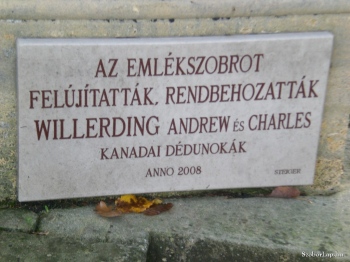 AZ EMLÉKSZOBROT
FELÚJÍTATTÁK, RENDBEHOZATTÁK
WILLERDING ANDREW ÉS CHARLES
KANADAI DÉDUNOKÁK
ANNO 2008